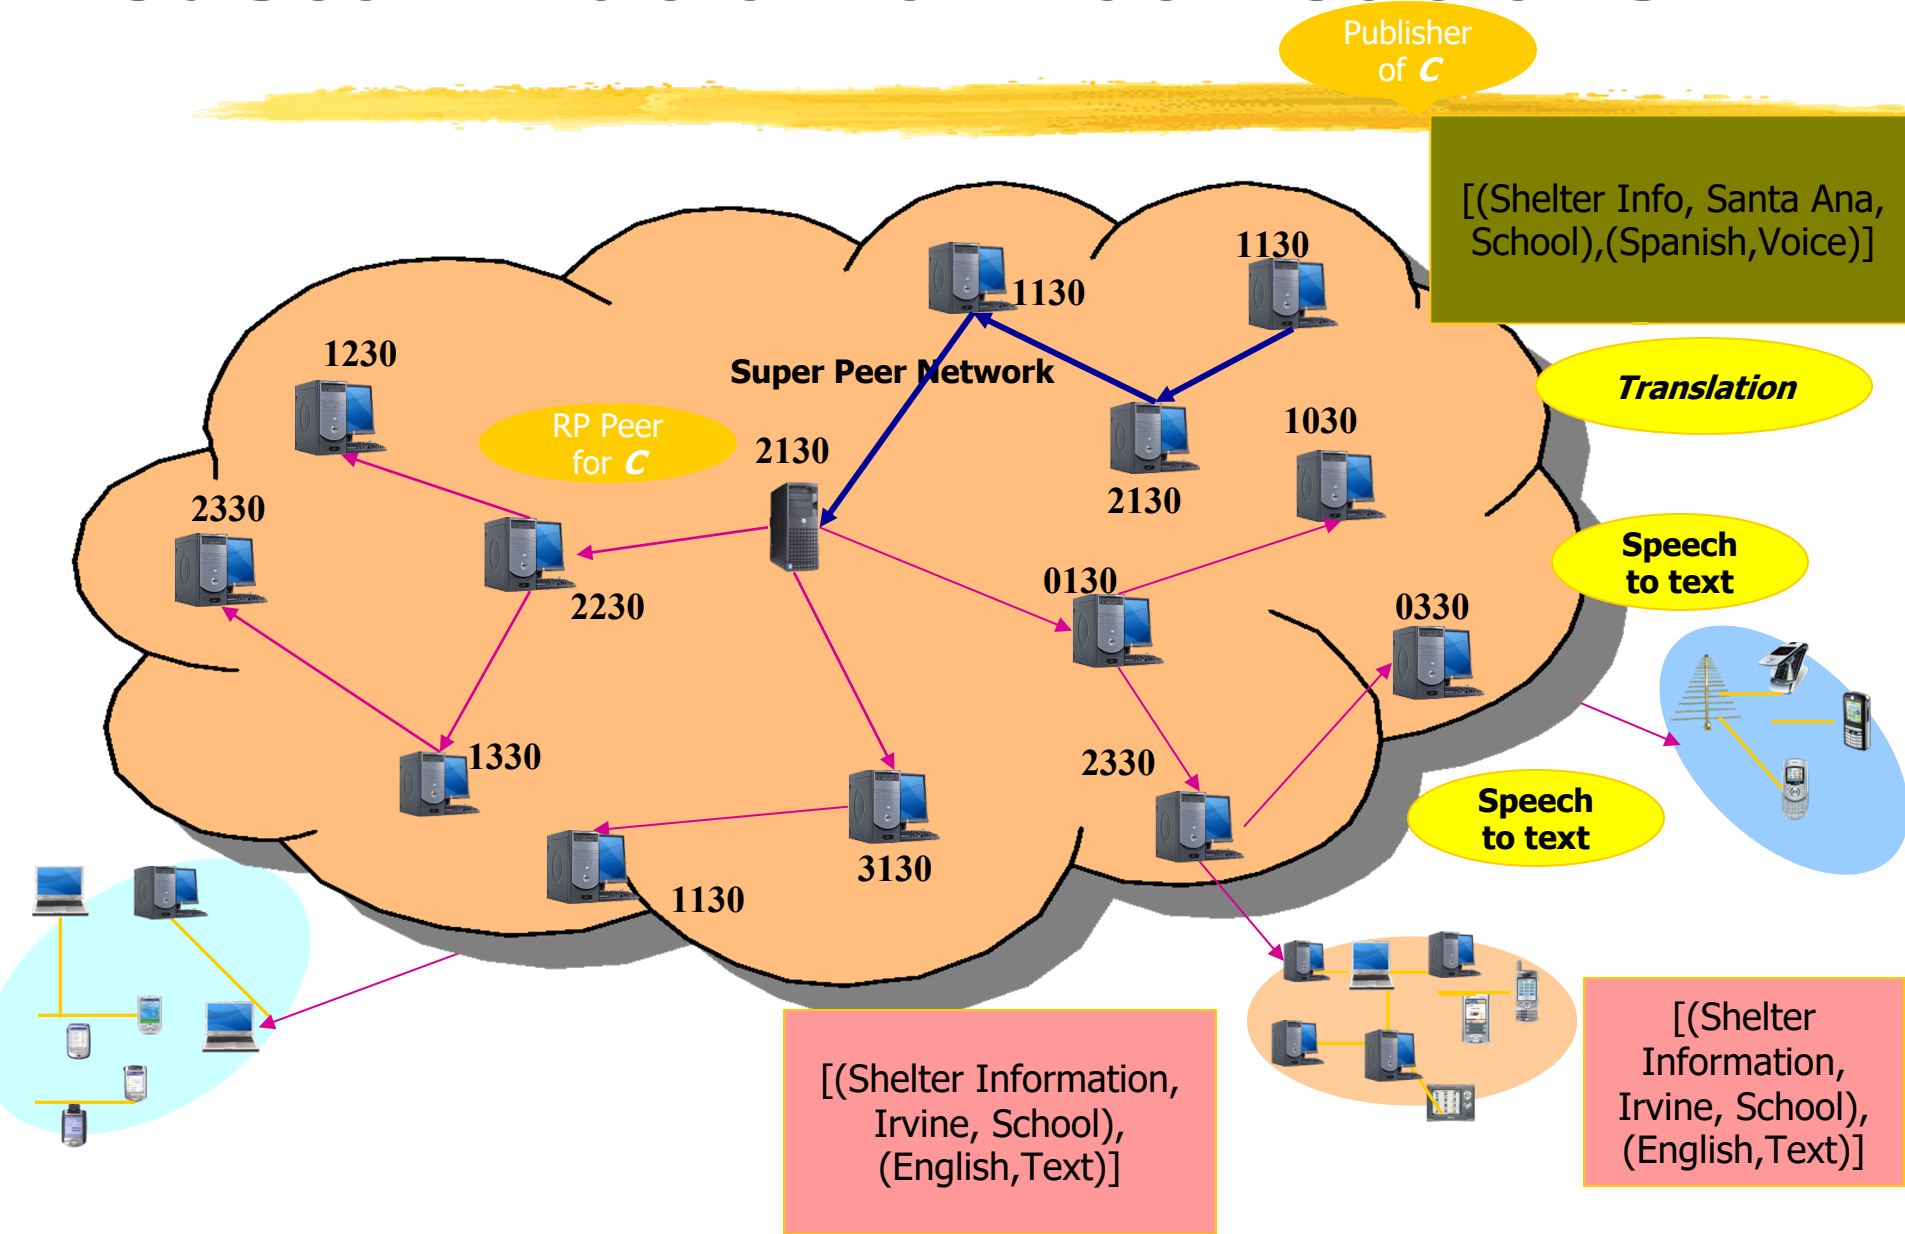 Publisher
of C
[(Shelter Info, Santa Ana,
School),(Spanish,Voice)]
1130
1130
1230
Super Peer Network
Translation
RP Peer
for C
2130
1030
2130
2330
Speech
to text
0130
2230
0330
1330
2330
Speech
to text
3130
1130
[(Shelter Information,
Irvine, School),
(English,Text)]
[(Shelter
Information,
Irvine, School),
(English,Text)]